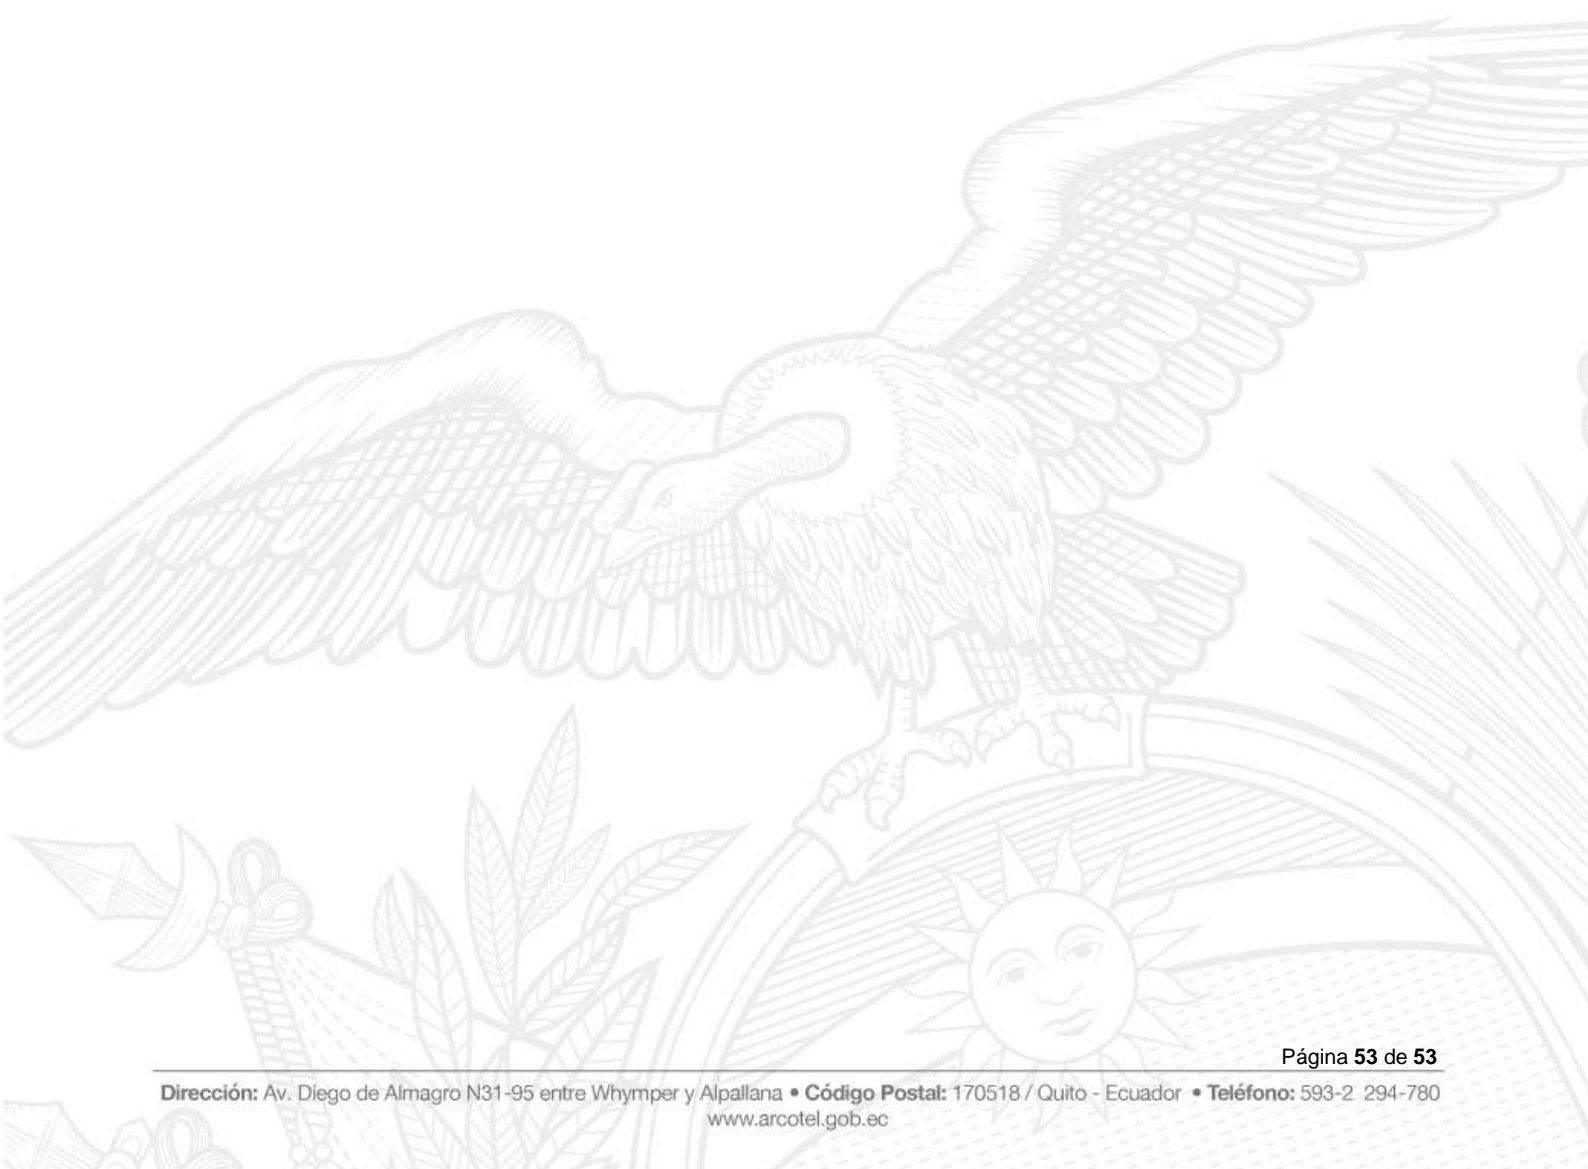 Página 53 de 53
Dirección: Av. Diego de Almagro N31-95 entre Whymper y Alpallana • Código Postal: 170518 / Quito - Ecuador • Teléfono: 593-2 294-780
www.arcotel.gob.ec